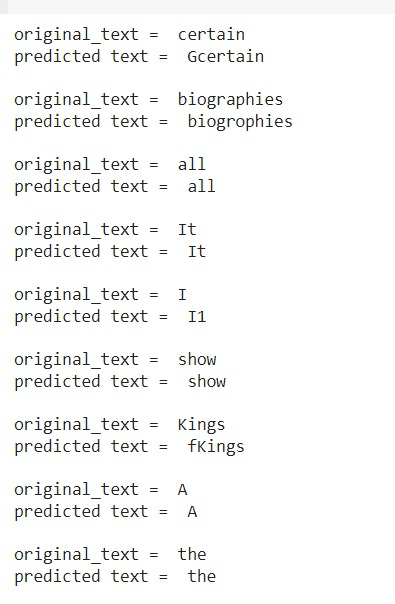 original_text =  certain
predicted text =  Gcertain
original_text =  biographies
predicted text =  biogrophies
original_text =  all
predicted text =  all
original_text =  It
predicted text =  It
original_text =  I
predicted text =  I1
original_text =  show
predicted text =  show
original_text =  Kings
predicted text =  fKings
original_text =  A
predicted text =  A
original_text =  the
predicted text =  the